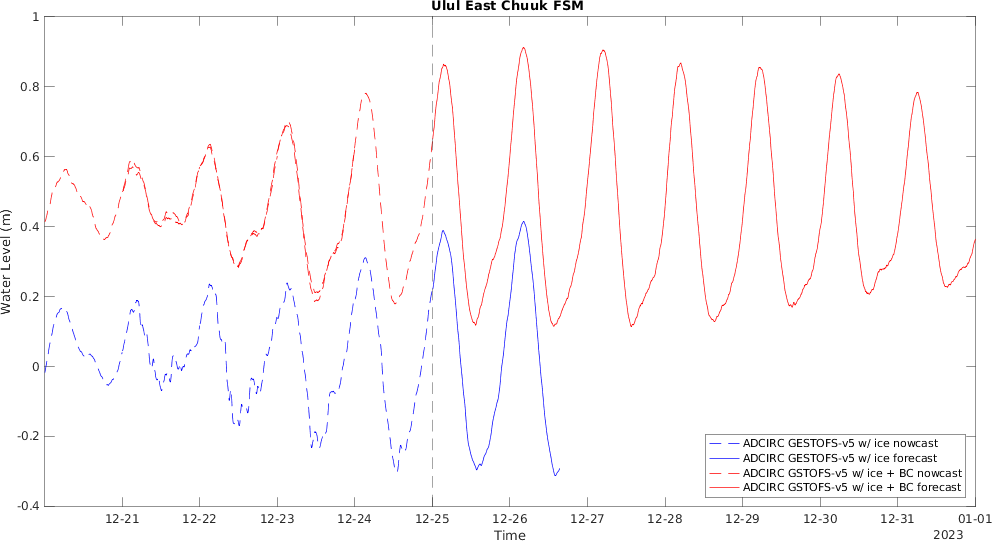 Ulul East Chuuk FSM
1
0.8
0.6
0.4
0.2
0
-0.2
-0.4
Water Level (m)
12-21 12-22 12-23 12-24 12-25 12-26 12-27 12-28 12-29 12-30 12-31 01-01
Time
2023
ADCIRC GESTOFS-v5 w/ ice nowcast
ADCIRC GESTOFS-v5 w/ ice forecast
ADCIRC GSTOFS-v5 w/ ice + BC nowcast
ADCIRC GSTOFS-v5 w/ ice + BC forecast